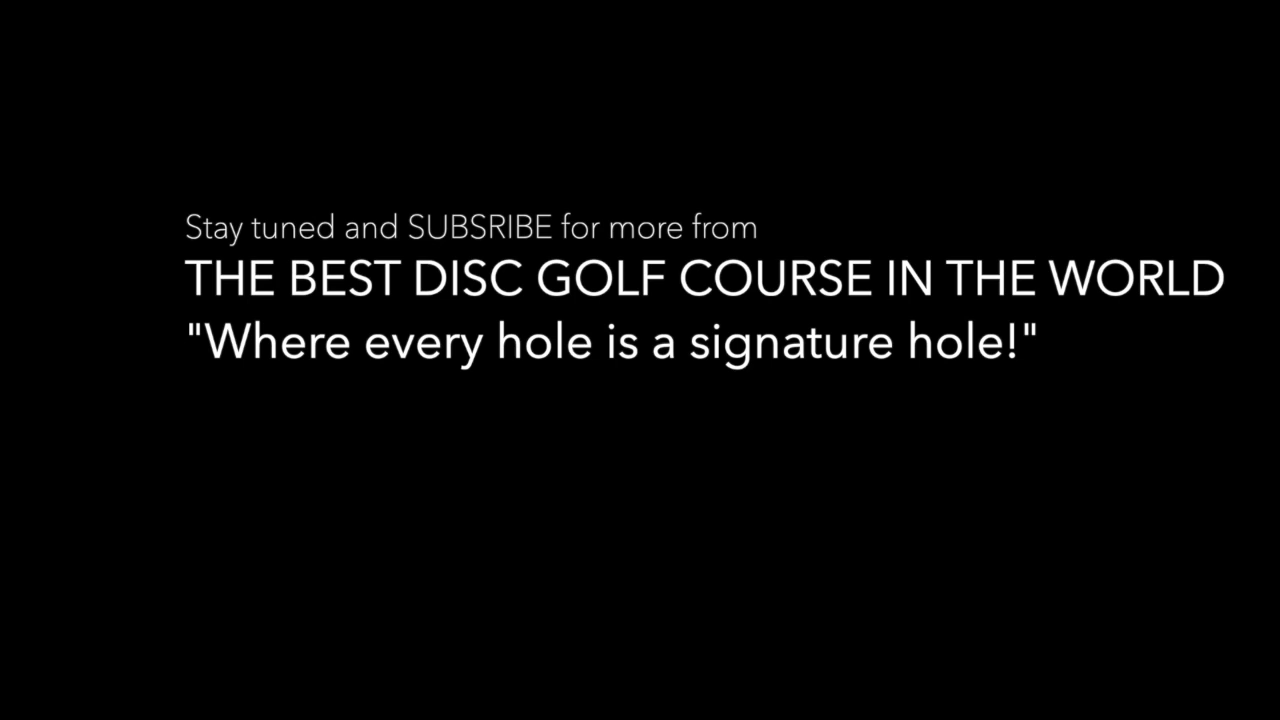 Stay tuned and SUBSRIBE for more from
THE BEST DISC GOLF COURSE IN THE WORLD
"Where every hole is a signature hole!"